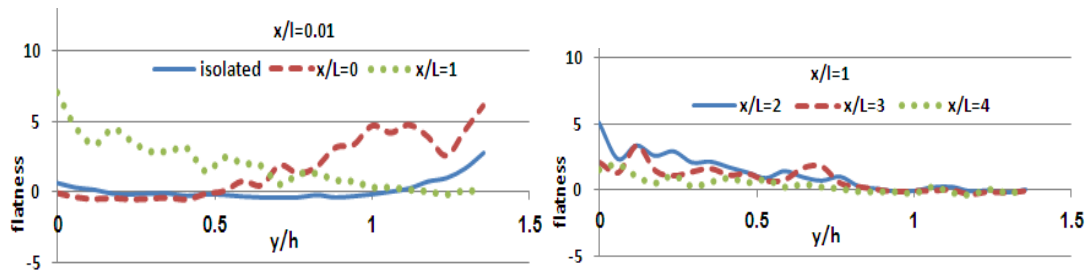 x/l=0.01
10
isolated x/L=0 x/L=1
5
0
0 0.5 1 1.5
-5
flatness
y/h
x/l=1
10
x/L=2 x/L=3 x/L=4
5
0
0 0.5 1 1.5
-5
flatness
y/h